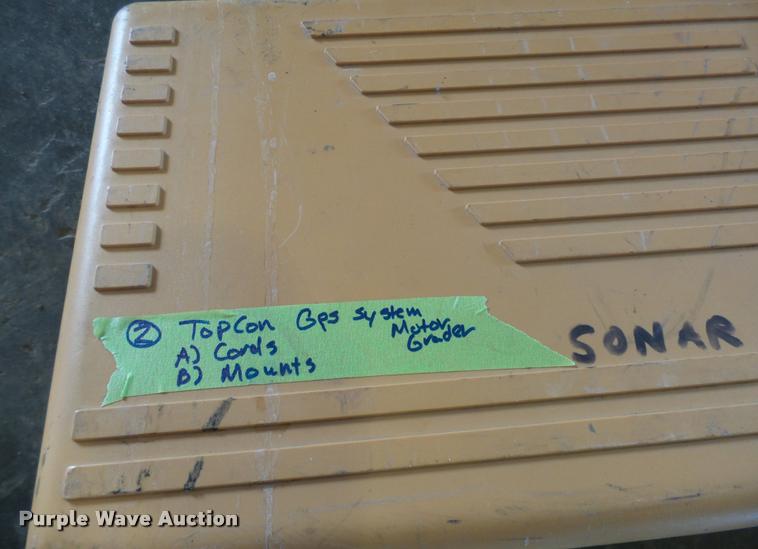 ② TopCon Gps system
Motor
Grader
A) Cords
B) Mounts
SONAR
Purple Wave Auction